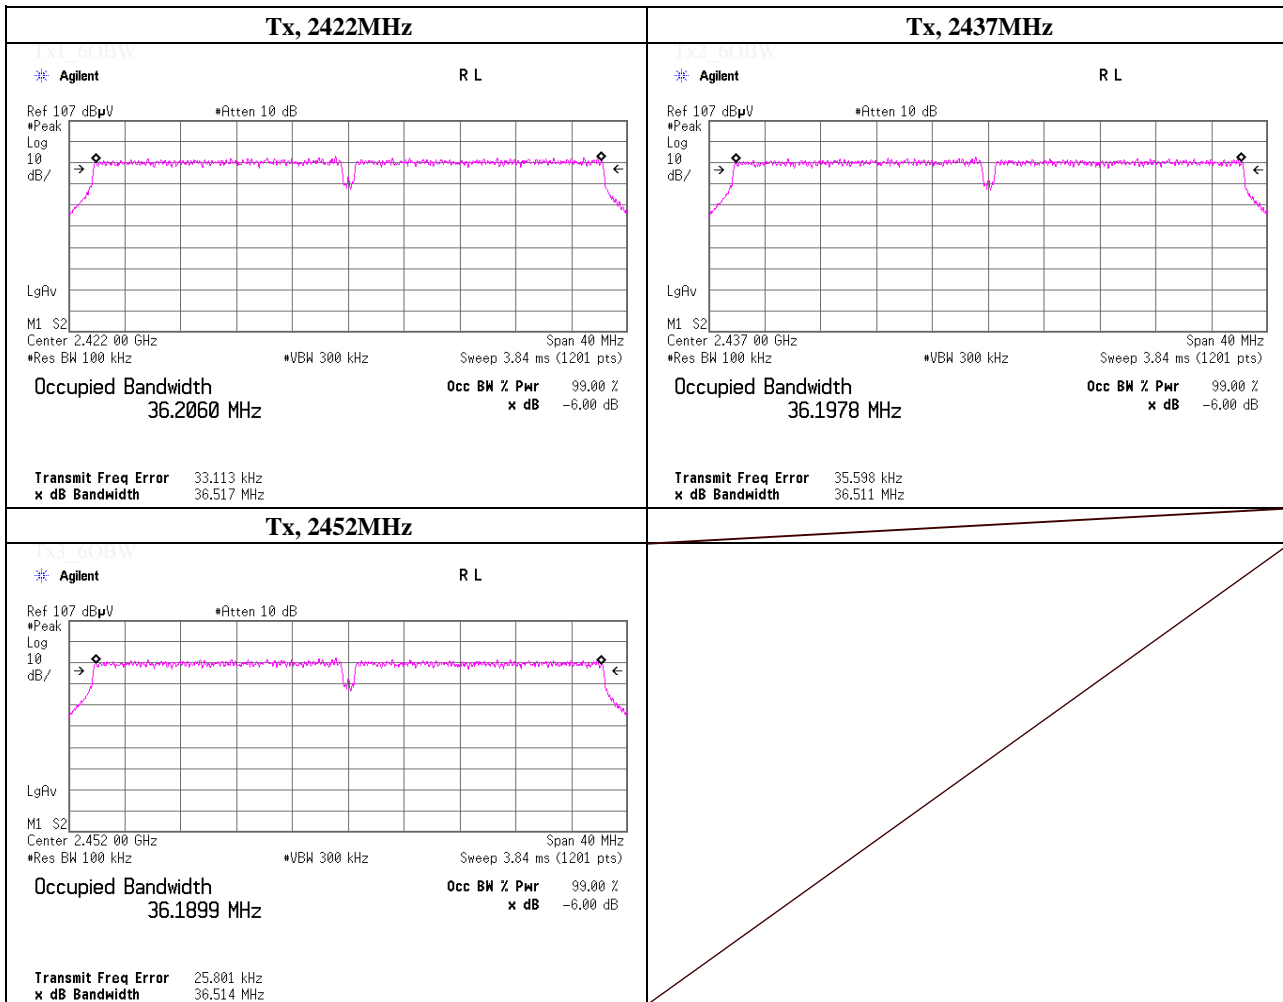 Tx, 2422MHz
Tx1_6OBW
Agilent
R L
Ref 107 dBµV #Atten 10 dB
#Peak
Log
10
dB/
LgAv
M1 S2
Center 2.422 00 GHz Span 40 MHz
#Res BW 100 kHz #VBW 300 kHz Sweep 3.84 ms (1201 pts)
Occupied Bandwidth Occ BW % Pwr 99.00 %
36.2060 MHz x dB -6.00 dB
Transmit Freq Error 33.113 kHz
x dB Bandwidth 36.517 MHz
Tx, 2437MHz
Tx2_6OBW
Agilent
R L
Ref 107 dBµV #Atten 10 dB
#Peak
Log
10
dB/
LgAv
M1 S2
Center 2.437 00 GHz Span 40 MHz
#Res BW 100 kHz #VBW 300 kHz Sweep 3.84 ms (1201 pts)
Occupied Bandwidth Occ BW % Pwr 99.00 %
36.1978 MHz x dB -6.00 dB
Transmit Freq Error 35.598 kHz
x dB Bandwidth 36.511 MHz
Tx, 2452MHz
Tx3_6OBW
Agilent
R L
Ref 107 dBµV #Atten 10 dB
#Peak
Log
10
dB/
LgAv
M1 S2
Center 2.452 00 GHz Span 40 MHz
#Res BW 100 kHz #VBW 300 kHz Sweep 3.84 ms (1201 pts)
Occupied Bandwidth Occ BW % Pwr 99.00 %
36.1899 MHz x dB -6.00 dB
Transmit Freq Error 25.801 kHz
x dB Bandwidth 36.514 MHz